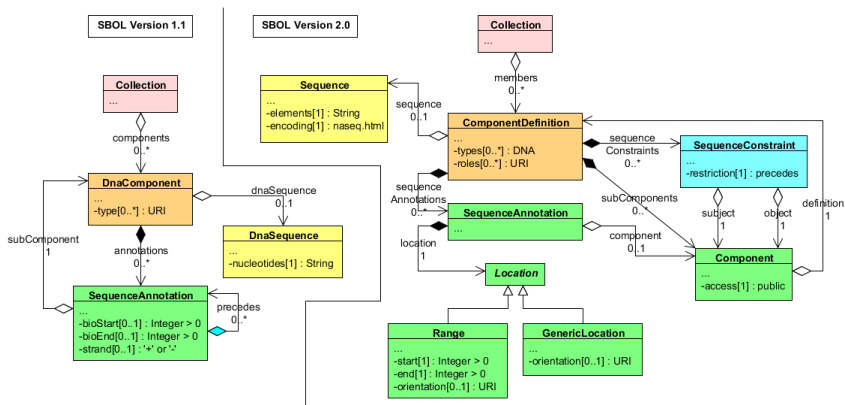 SBOL Version 1.1
SBOL Version 2.0
Collection
...
components
0..*
DnaComponent
...
-type[0..*] : URI
dnaSequence
0..1
DnaSequence
...
-nucleotides[1] : String
subComponent
1
annotations
0..*
SequenceAnnotation
...
-bioStart[0..1] : Integer > 0
-bioEnd[0..1] : Integer > 0
-strand[0..1] : '+' or '-'
precedes
0..*
Collection
...
members
0..*
Sequence
...
-elements[1] : String
-encoding[1] : naseq.html
sequence
0..1
ComponentDefinition
...
-types[0..*] : DNA
-roles[0..*] : URI
sequence
Constraints
0..*
SequenceConstraint
...
-restriction[1] : precedes
sequence
Annotations
0..*
subComponents
0..*
subject
1
object
1
definition
1
SequenceAnnotation
...
component
0..1
location
1
Component
...
-access[1] : public
Location
Range
...
-start[1] : Integer > 0
-end[1] : Integer > 0
-orientation[0..1] : URI
GenericLocation
...
-orientation[0..1] : URI